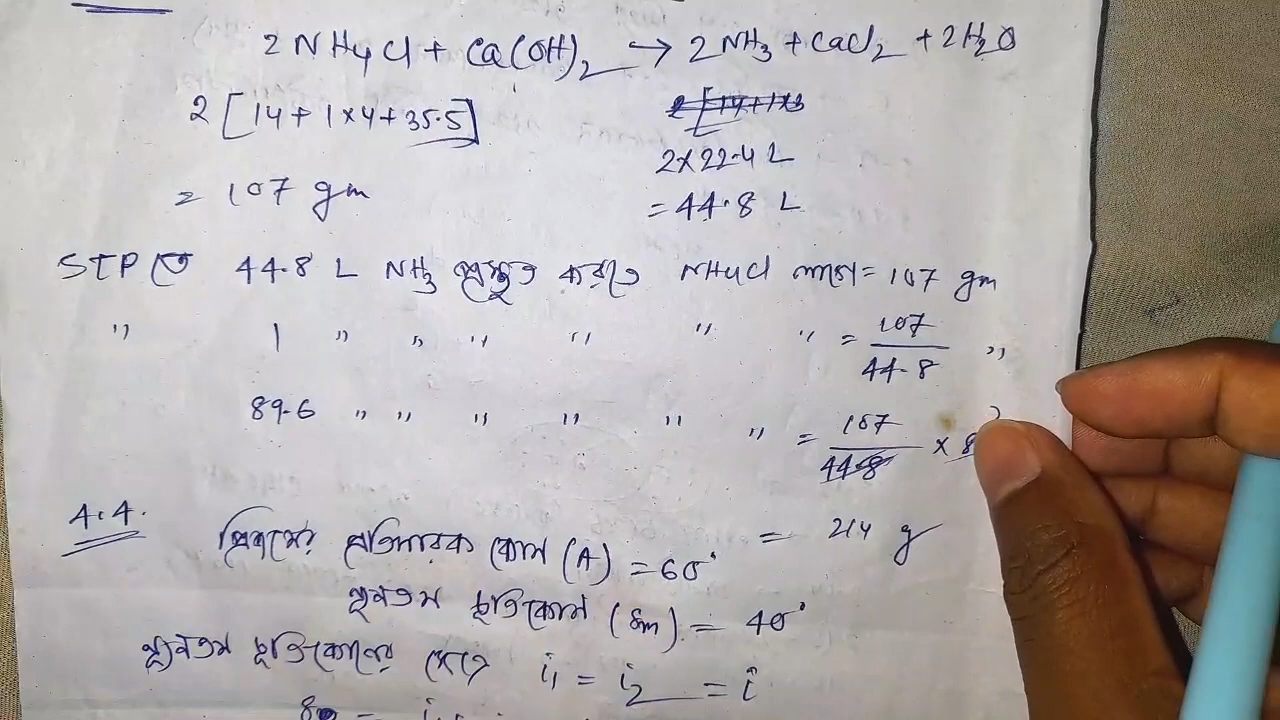 2NH4Cl + Ca(OH)2 → 2NH3 + CaCl2 + 2H2O
2[14+1×4+35.5]
2×22.4 L
= 107 gm
= 44.8 L
STP তে 44.8 L NH3 প্রস্তুত করতে NH4Cl লাগে = 107 gm
" 1 " " " " " " = 107/44.8 "
89.6 " " " " " " = 107/44.8 ×
= 214 g
4.4. প্রিজমের প্রতিসারক কোণ (A) = 60°
ন্যূনতম চ্যুতিকোণ (δm) = 40°
ন্যূনতম চ্যুতিকোণের ক্ষেত্রে i1 = i2 = i